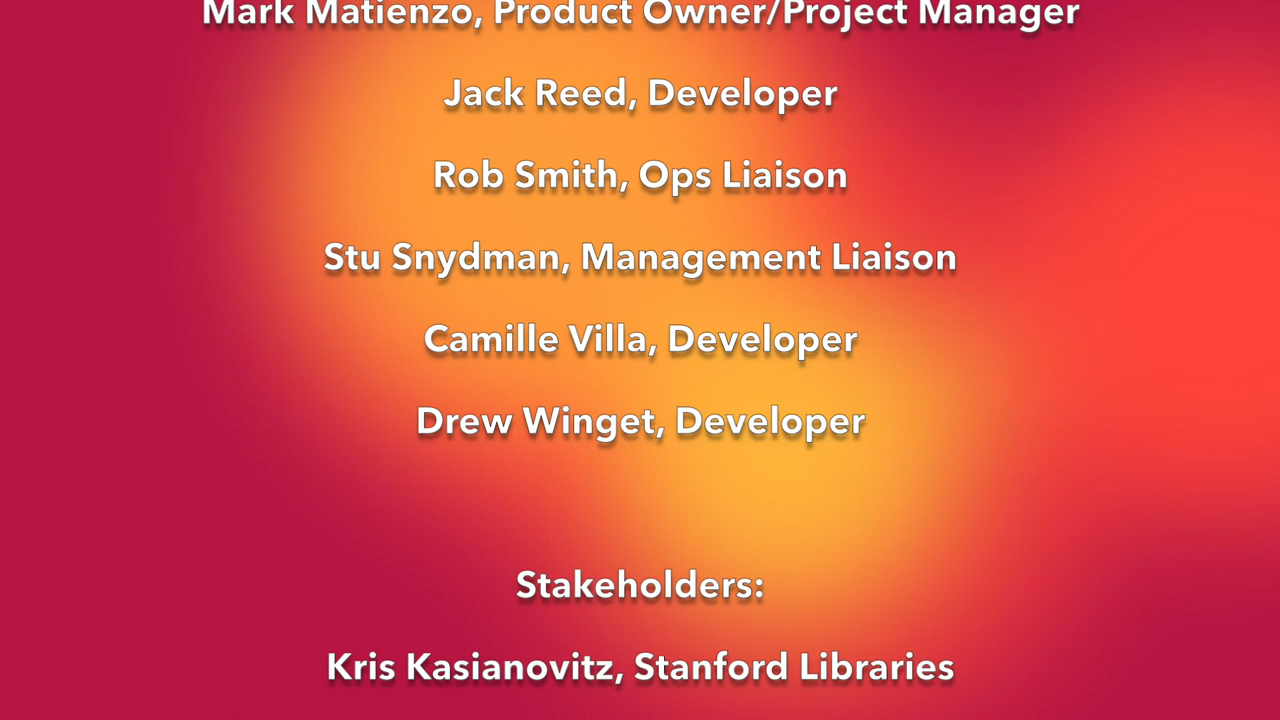 Mark Matienzo, Product Owner/Project Manager
Jack Reed, Developer
Rob Smith, Ops Liaison
Stu Snydman, Management Liaison
Camille Villa, Developer
Drew Winget, Developer
Stakeholders:
Kris Kasianovitz, Stanford Libraries